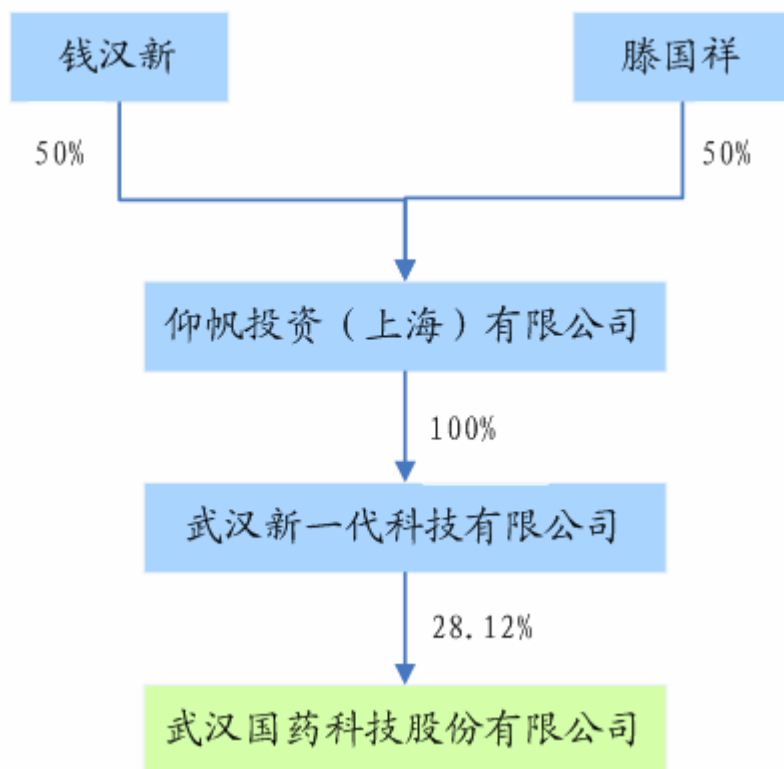 钱汉新
滕国祥
50%
50%
仰帆投资（上海）有限公司
100%
武汉新一代科技有限公司
28.12%
武汉国药科技股份有限公司